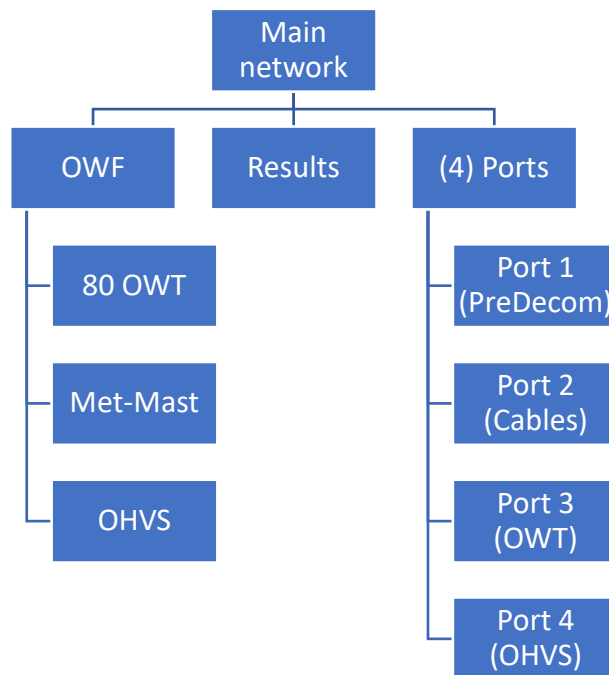 Main
network
OWF
Results
(4) Ports
80 OWT
Met-Mast
OHVS
Port 1
(PreDecom)
Port 2
(Cables)
Port 3
(OWT)
Port 4
(OHVS)